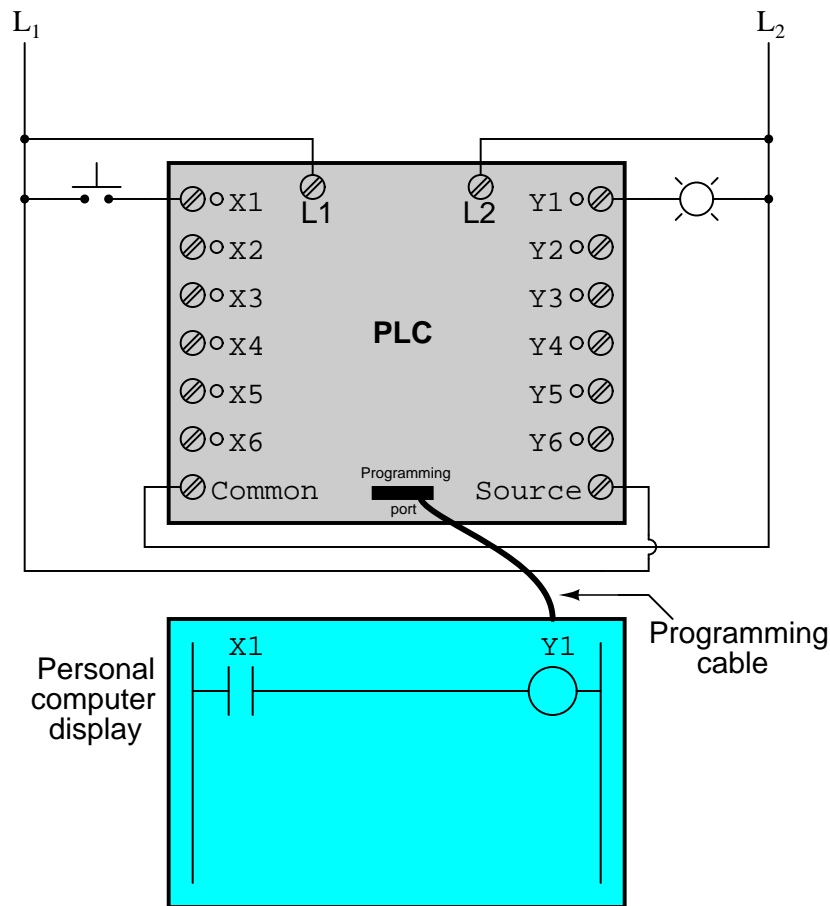 L1 L2
X1 L1 L2 Y1
X2 Y2
X3 Y3
X4 PLC Y4
X5 Y5
X6 Y6
Common Programming port Source
Programming
cable
X1 Y1
Personal
computer
display